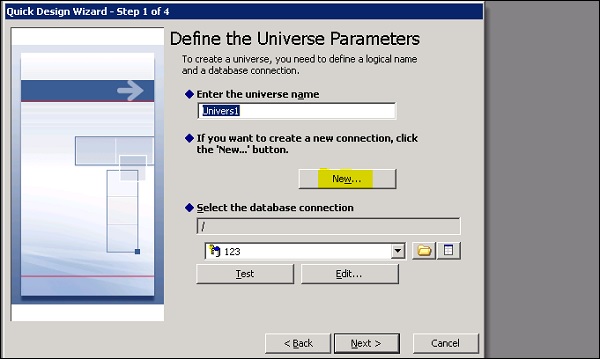 Quick Design Wizard - Step 1 of 4
Define the Universe Parameters
To create a universe, you need to define a logical name
and a database connection.
Enter the universe name
Univers1
If you want to create a new connection, click
the 'New...' button.
New...
Select the database connection
/
123
Test
Edit...
< Back
Next >
Cancel